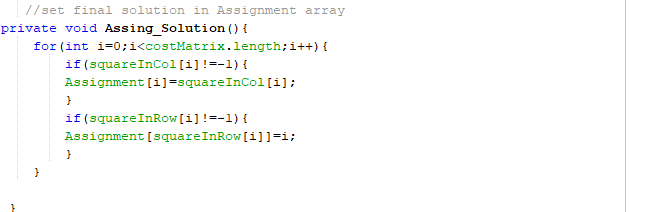 //set final solution in Assignment array
private void Assing_Solution(){
for(int i=0;i<costMatrix.length;i++){
if(squareInCol[i]!=-1){
Assignment[i]=squareInCol[i];
}
if(squareInRow[i]!=-1){
Assignment[squareInRow[i]]=i;
}
}
}